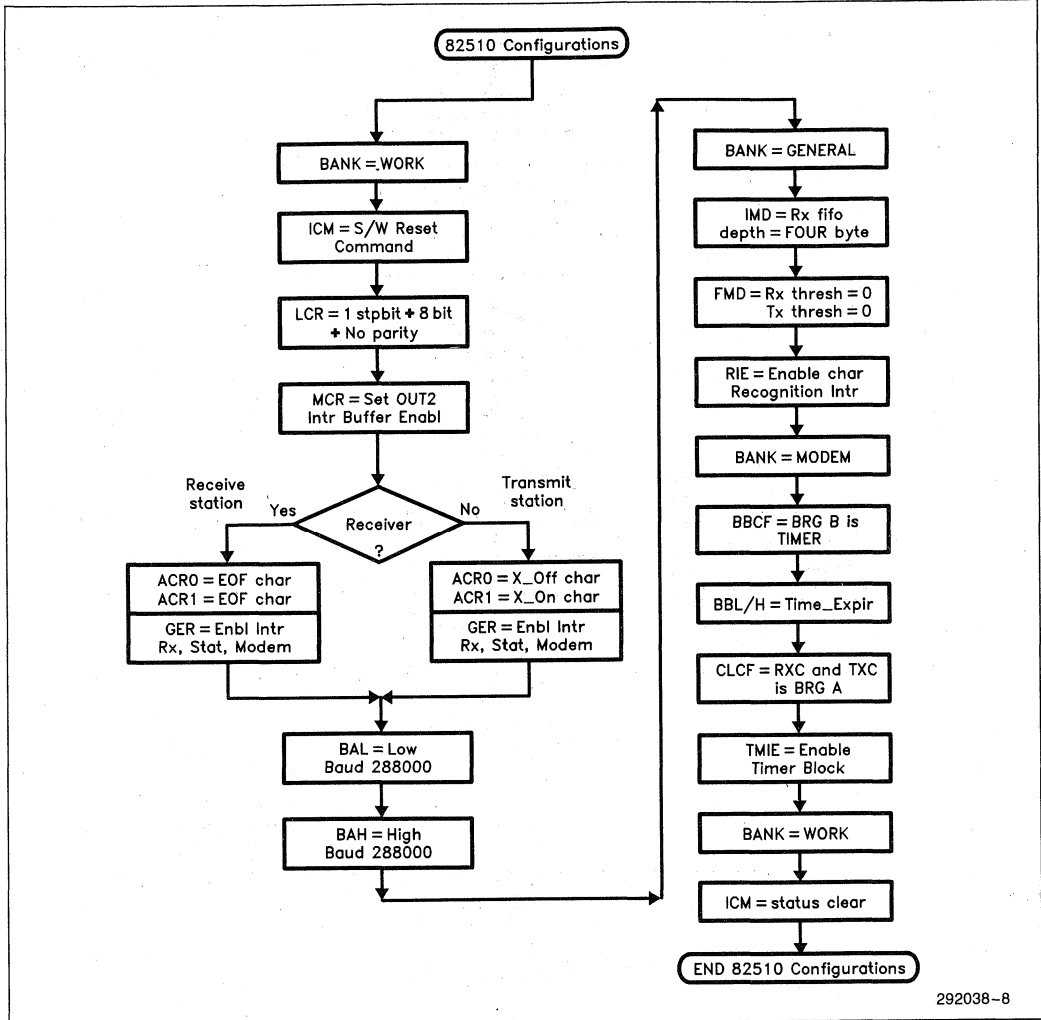 82510 Configurations
BANK = WORK
ICM = S/W Reset
Command
LCR = 1 stpbit + 8 bit
+ No parity
MCR = Set OUT2
Intr Buffer Enabl
Receive
station
Yes
Receiver
?
No
Transmit
station
ACR0 = EOF char
ACR1 = EOF char
GER = Enbl Intr
Rx, Stat, Modem
ACR0 = X_Off char
ACR1 = X_On char
GER = Enbl Intr
Rx, Stat, Modem
BAL = Low
Baud 288000
BAH = High
Baud 288000
BANK = GENERAL
IMD = Rx fifo
depth = FOUR byte
FMD = Rx thresh = 0
Tx thresh = 0
RIE = Enable char
Recognition Intr
BANK = MODEM
BBCF = BRG B is
TIMER
BBL/H = Time_Expir
CLCF = RXC and TXC
is BRG A
TMIE = Enable
Timer Block
BANK = WORK
ICM = status clear
END 82510 Configurations
292038-8